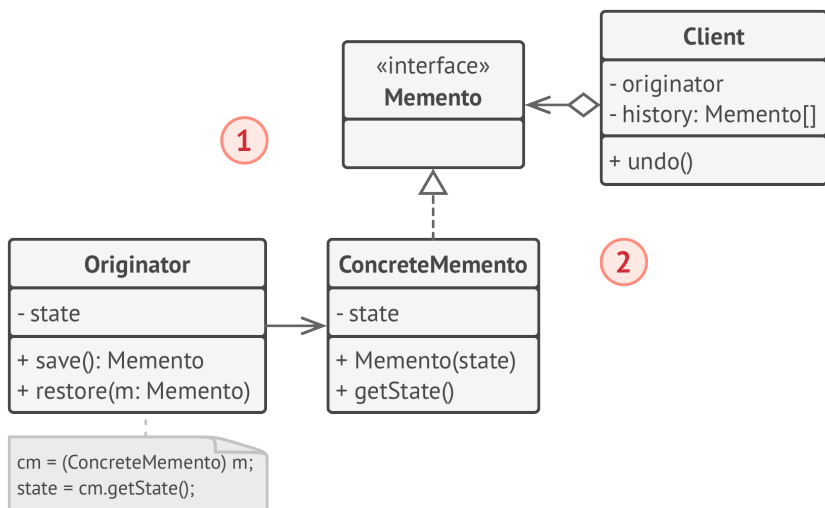 «interface»
Memento
Client
- originator
- history: Memento[]
+ undo()
1
2
Originator
- state
+ save(): Memento
+ restore(m: Memento)
ConcreteMemento
- state
+ Memento(state)
+ getState()
cm = (ConcreteMemento) m;
state = cm.getState();